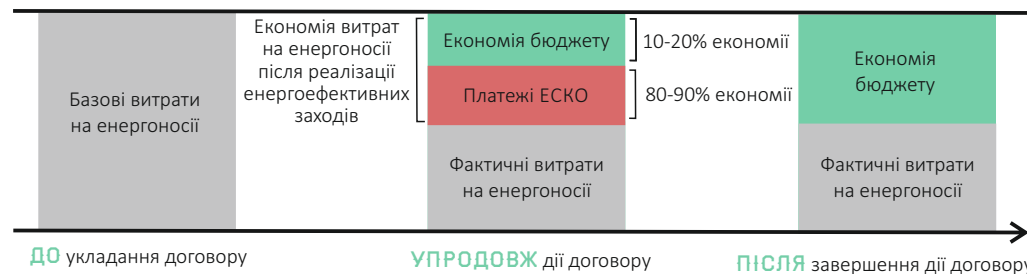 Базові витрати
на енергоносії
Економія витрат
на енергоносії
після реалізації
енергоефективних
заходів
Економія бюджету
Платежі ЕСКО
Фактичні витрати
на енергоносії
10-20% економії
80-90% економії
Економія
бюджету
Фактичні витрати
на енергоносії
ДО укладання договору
УПРОДОВЖ дії договору
ПІСЛЯ завершення дії договору